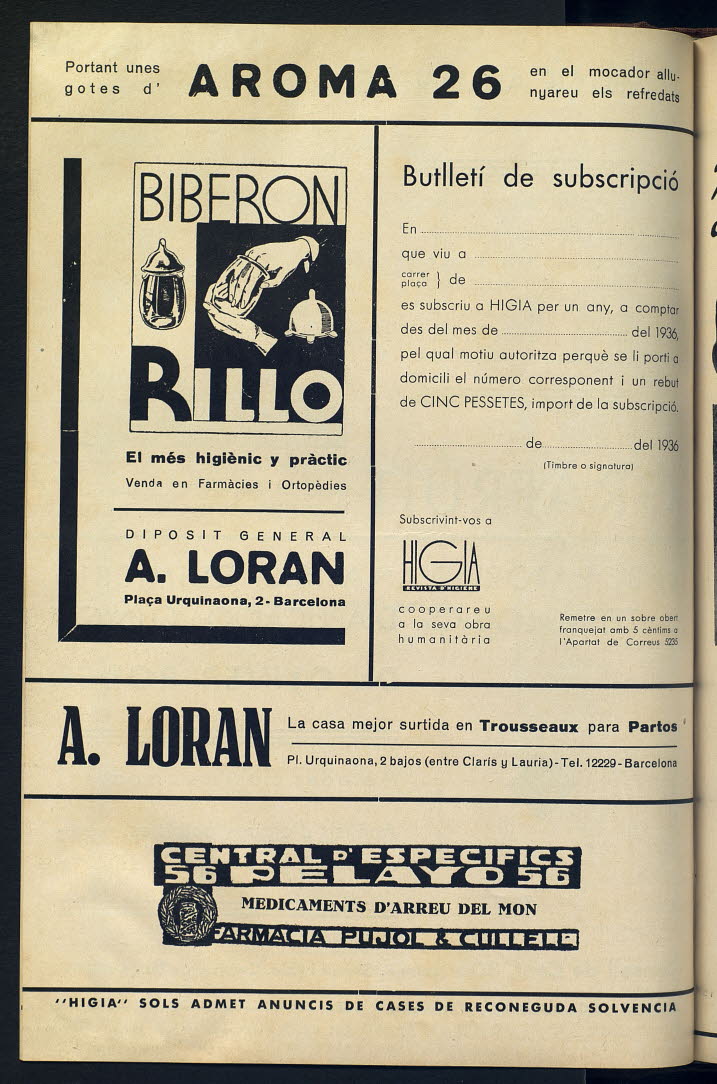 Portant unes
gotes d'
AROMA 26
en el mocador allu-
nyareu els refredats
BIBERON
RILLO
El més higiènic y pràctic
Venda en Farmàcies i Ortopèdies
DIPOSIT GENERAL
A. LORAN
Plaça Urquinaona, 2 - Barcelona
Butlletí de subscripció
En
que viu a
carrer
plaça } de
es subscriu a HIGIA per un any, a comptar
des del mes de del 1936,
pel qual motiu autoritza perquè se li porti a
domicili el número corresponent i un rebut
de CINC PESSETES, import de la subscripció.
de del 1936
(Timbre o signatura)
Subscrivint-vos a
HIGIA
REVISTA D'HIGIENE
cooperareu
a la seva obra
humanitària
Remetre en un sobre obert
franquejat amb 5 cèntims a
l'Apartat de Correus 5235
A. LORAN
La casa mejor surtida en Trousseaux para Partos
Pl. Urquinaona, 2 bajos (entre Clarís y Lauria) - Tel. 12229 - Barcelona
CENTRAL D'ESPECIFICS
56 PELAYO 56
MEDICAMENTS D'ARREU DEL MON
FARMACIA PUJOL & CULLELL
"HIGIA" SOLS ADMET ANUNCIS DE CASES DE RECONEGUDA SOLVENCIA